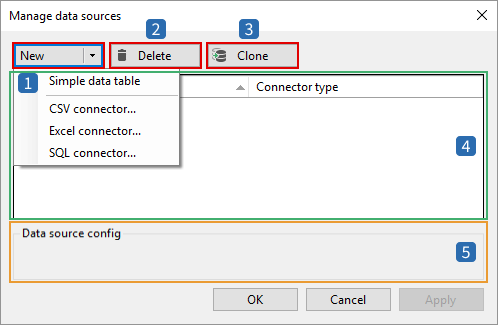 Manage data sources
2
3
New
Delete
Clone
1
Simple data table
Connector type
CSV connector...
Excel connector...
SQL connector...
4
Data source config
5
OK
Cancel
Apply